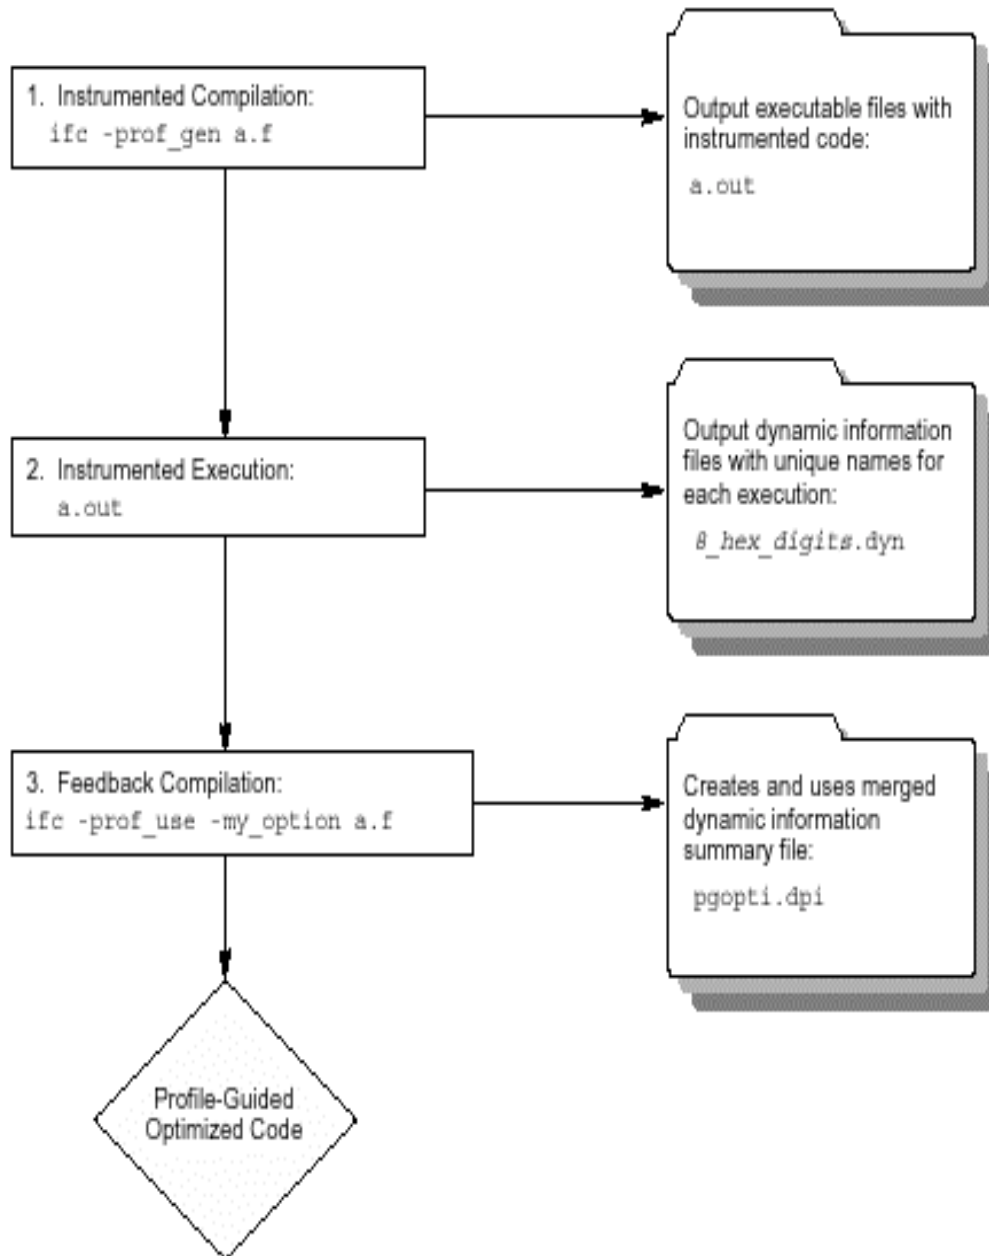 1. Instrumented Compilation:
ifc -prof_gen a.f
Output executable files with
instrumented code:
a.out
2. Instrumented Execution:
a.out
Output dynamic information
files with unique names for
each execution:
8_hex_digits.dyn
3. Feedback Compilation:
ifc -prof_use -my_option a.f
Creates and uses merged
dynamic information
summary file:
pgopti.dpi
Profile-Guided
Optimized Code